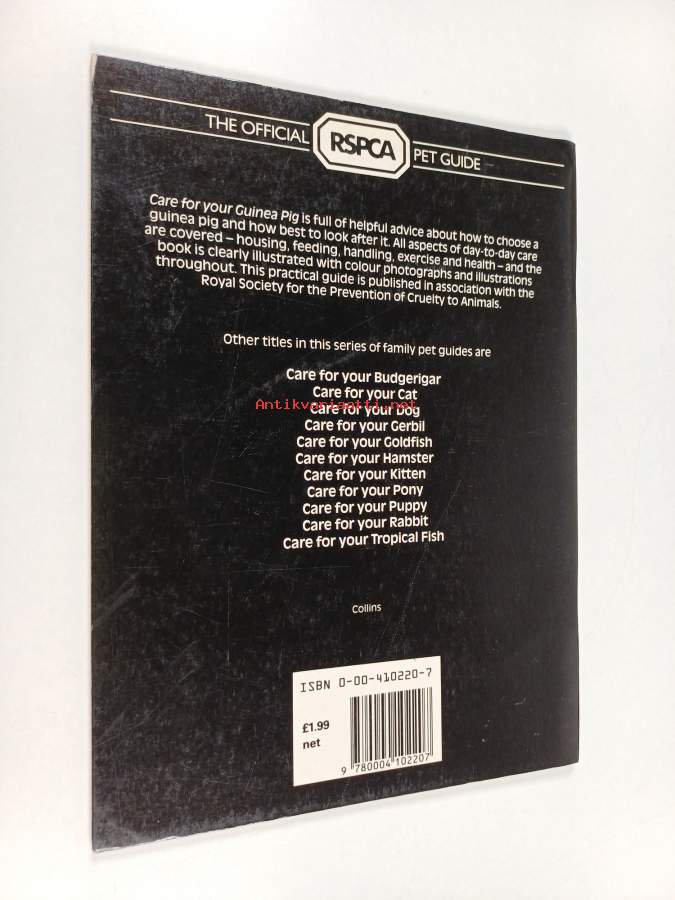 THE OFFICIAL RSPCA PET GUIDE
Care for your Guinea Pig is full of helpful advice about how to choose a
guinea pig and how best to look after it. All aspects of day-to-day care
are covered – housing, feeding, handling, exercise and health – and the
book is clearly illustrated with colour photographs and illustrations
throughout. This practical guide is published in association with the
Royal Society for the Prevention of Cruelty to Animals.
Other titles in this series of family pet guides are
Care for your Budgerigar
Care for your Cat
Antikvariaatti.net
Care for your Dog
Care for your Gerbil
Care for your Goldfish
Care for your Hamster
Care for your Kitten
Care for your Pony
Care for your Puppy
Care for your Rabbit
Care for your Tropical Fish
Collins
ISBN 0-00-410220-7
£1.99
net
9 780004 102207